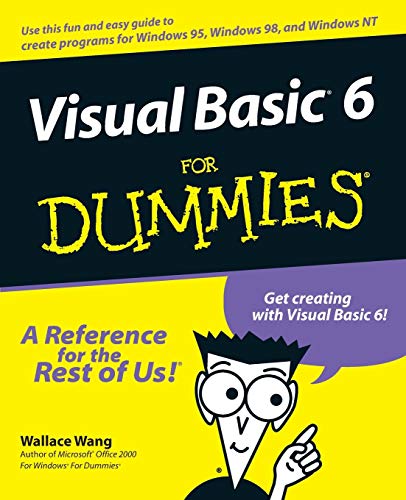 Use this fun and easy guide to
create programs for Windows 95, Windows 98, and Windows NT
Visual Basic® 6
FOR
DUMMIES®
Get creating
with Visual Basic 6!
A Reference
for the
Rest of Us!®
Wallace Wang
Author of Microsoft® Office 2000
For Windows® For Dummies®
®